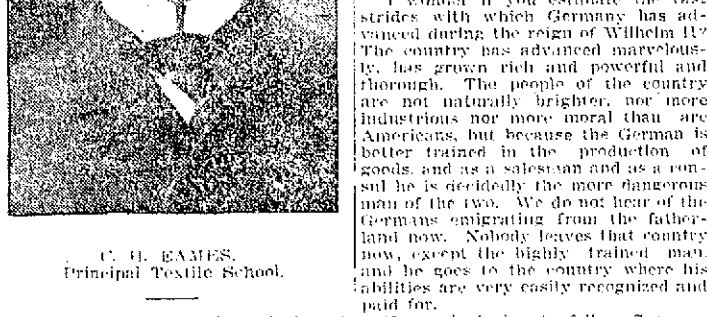 C. H. EAMES.
Principal Textile School.
I wonder if you estimate the vast
strides with which Germany has ad-
vanced during the reign of Wilhelm II?
The country has advanced marvelous-
ly, has grown rich and powerful and
thorough. The people of the country
are not naturally brighter, nor more
industrious nor more moral than are
Americans, but because the German is
better trained in the production of
goods, and as a salesman and as a con-
sul he is decidedly the more dangerous
man of the two. We do not hear of the
Germans emigrating from the father-
land now. Nobody leaves that country
now, except the highly trained man,
and he goes to the country where his
abilities are very easily recognized and
paid for.